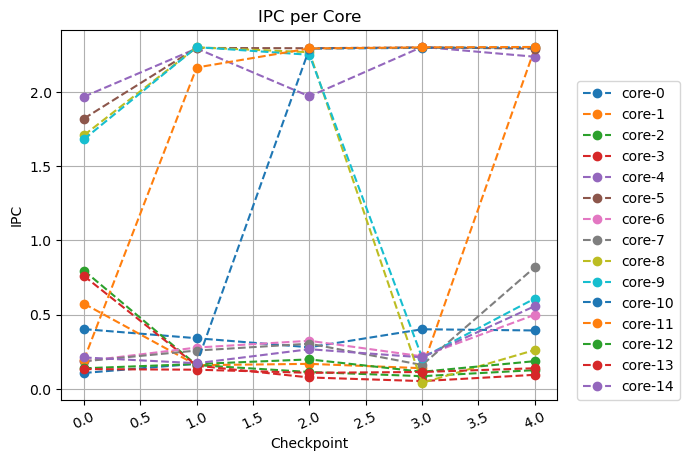 IPC per Core
IPC
2.0
1.5
1.0
0.5
0.0
0.0
0.5
1.0
1.5
2.0
2.5
3.0
3.5
4.0
Checkpoint
core-0
core-1
core-2
core-3
core-4
core-5
core-6
core-7
core-8
core-9
core-10
core-11
core-12
core-13
core-14